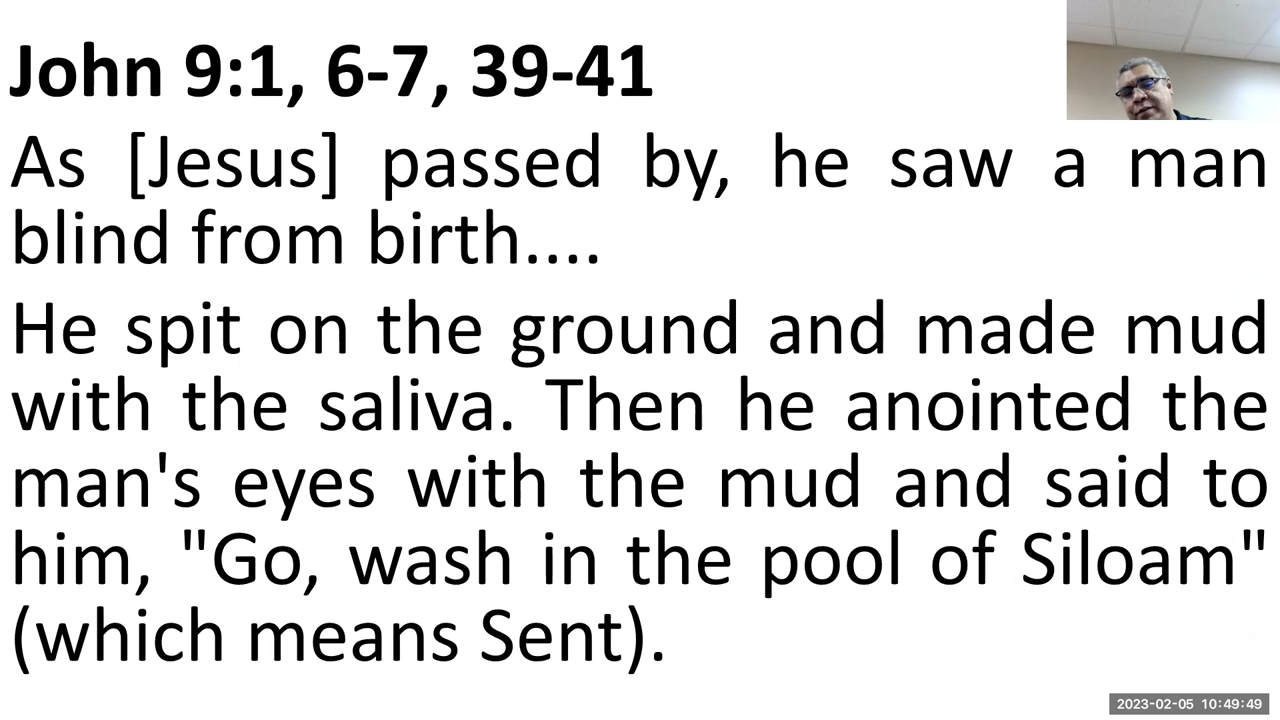 John 9:1, 6-7, 39-41
As [Jesus] passed by, he saw a man
blind from birth....
He spit on the ground and made mud
with the saliva. Then he anointed the
man's eyes with the mud and said to
him, "Go, wash in the pool of Siloam"
(which means Sent).
2023-02-05 10:49:49